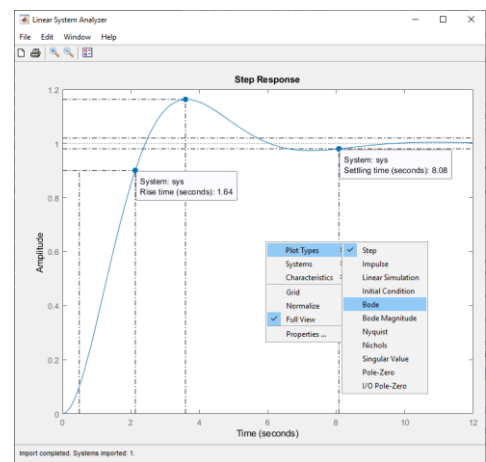 Linear System Analyzer
File Edit Window Help
Step Response
1.2
1
0.8
0.6
0.4
0.2
0
Amplitude
System: sys
Rise time (seconds): 1.64
System: sys
Settling time (seconds): 8.08
Plot Types
Systems
Characteristics
Grid
Normalize
Full View
Properties ...
Step
Impulse
Linear Simulation
Initial Condition
Bode
Bode Magnitude
Nyquist
Nichols
Singular Value
Pole-Zero
I/O Pole-Zero
0 2 4 6 8 10 12
Time (seconds)
Import completed. Systems imported: 1.